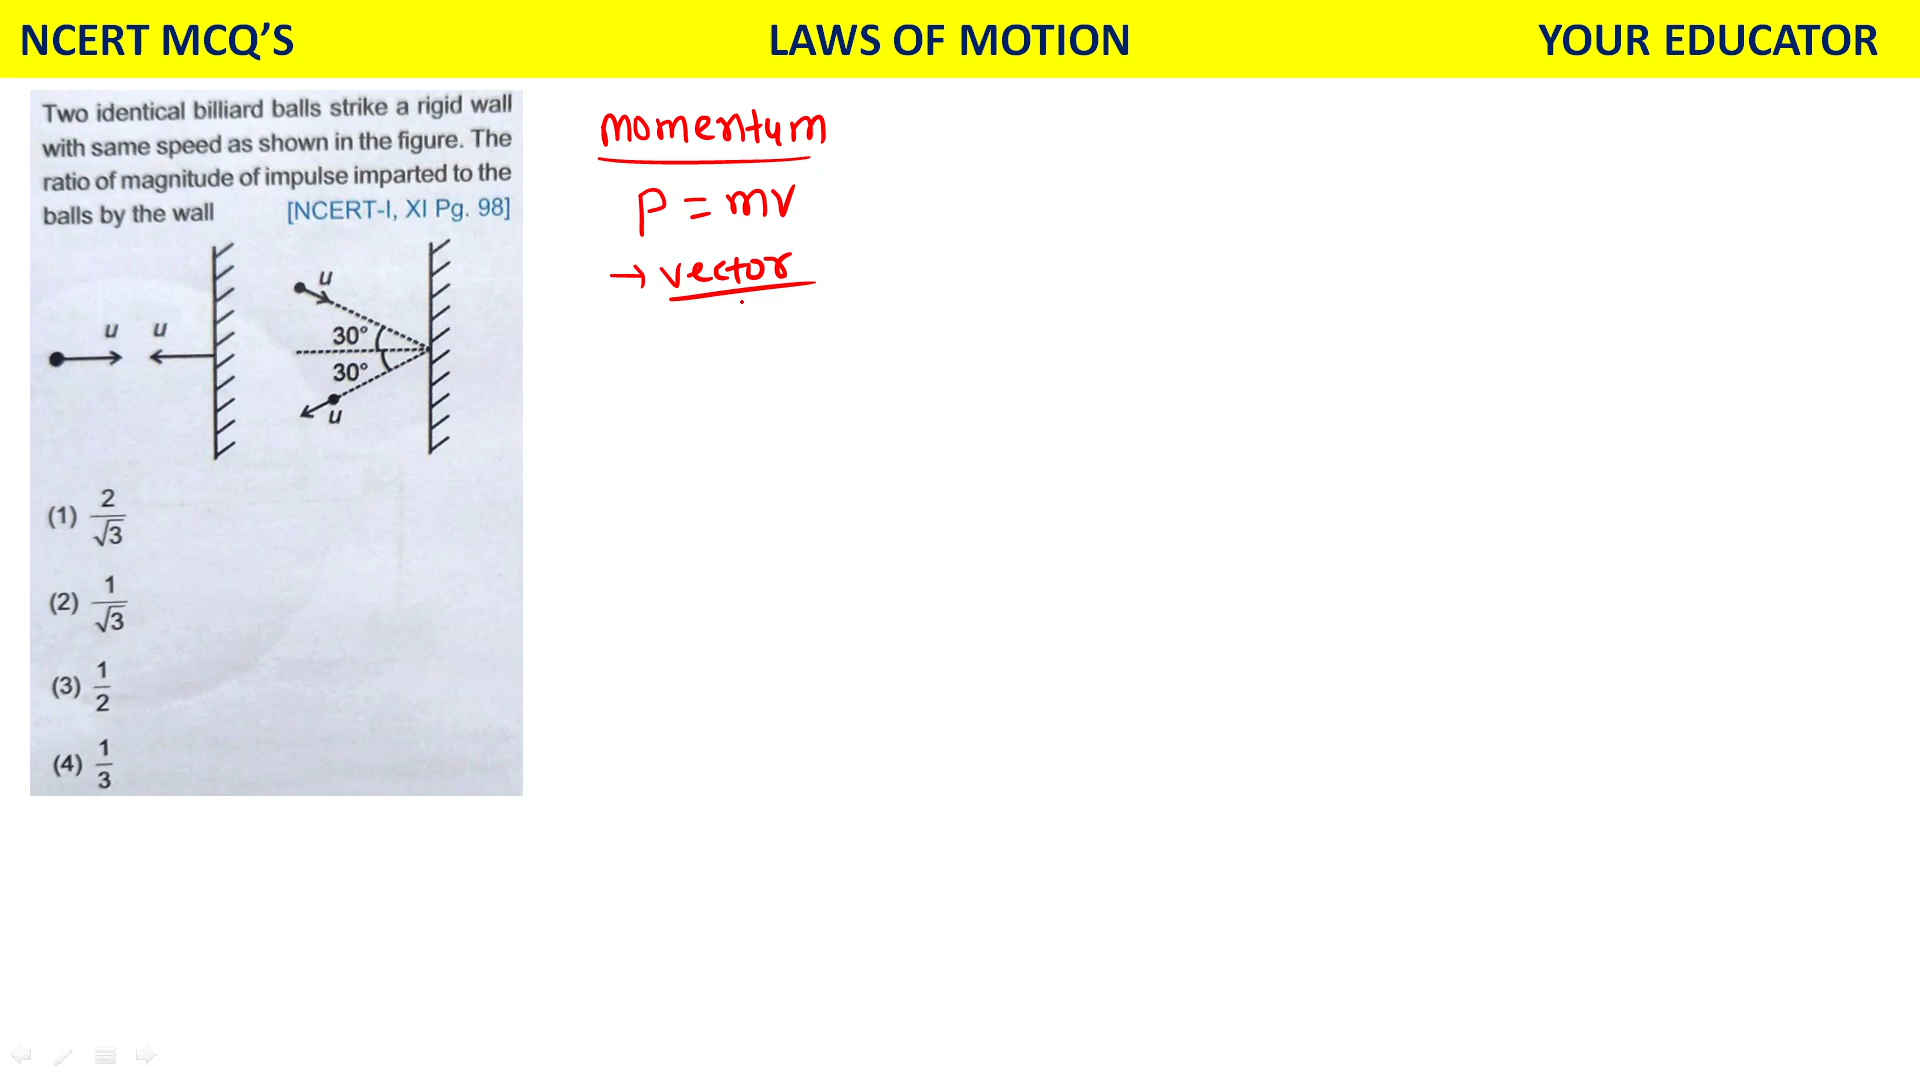 NCERT MCQ’S LAWS OF MOTION YOUR EDUCATOR
Two identical billiard balls strike a rigid wall
with same speed as shown in the figure. The
ratio of magnitude of impulse imparted to the
balls by the wall [NCERT-I, XI Pg. 98]
u u
u
30°
30°
u
(1) 2/√3
(2) 1/√3
(3) 1/2
(4) 1/3
momentum
P = mv
→ vector